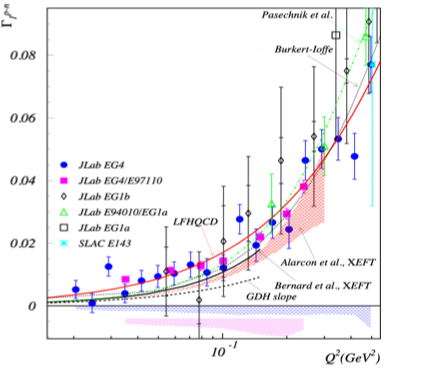 Γ₁^p-n
Pasechnik et al.
0.08
Burkert-Ioffe
0.06
JLab EG4
JLab EG4/E97110
JLab EG1b
JLab E94010/EG1a
JLab EG1a
SLAC E143
0.04
LFHQCD
0.02
Alarcon et al., XEFT
Bernard et al., XEFT
GDH slope
0
10⁻¹
Q²(GeV²)